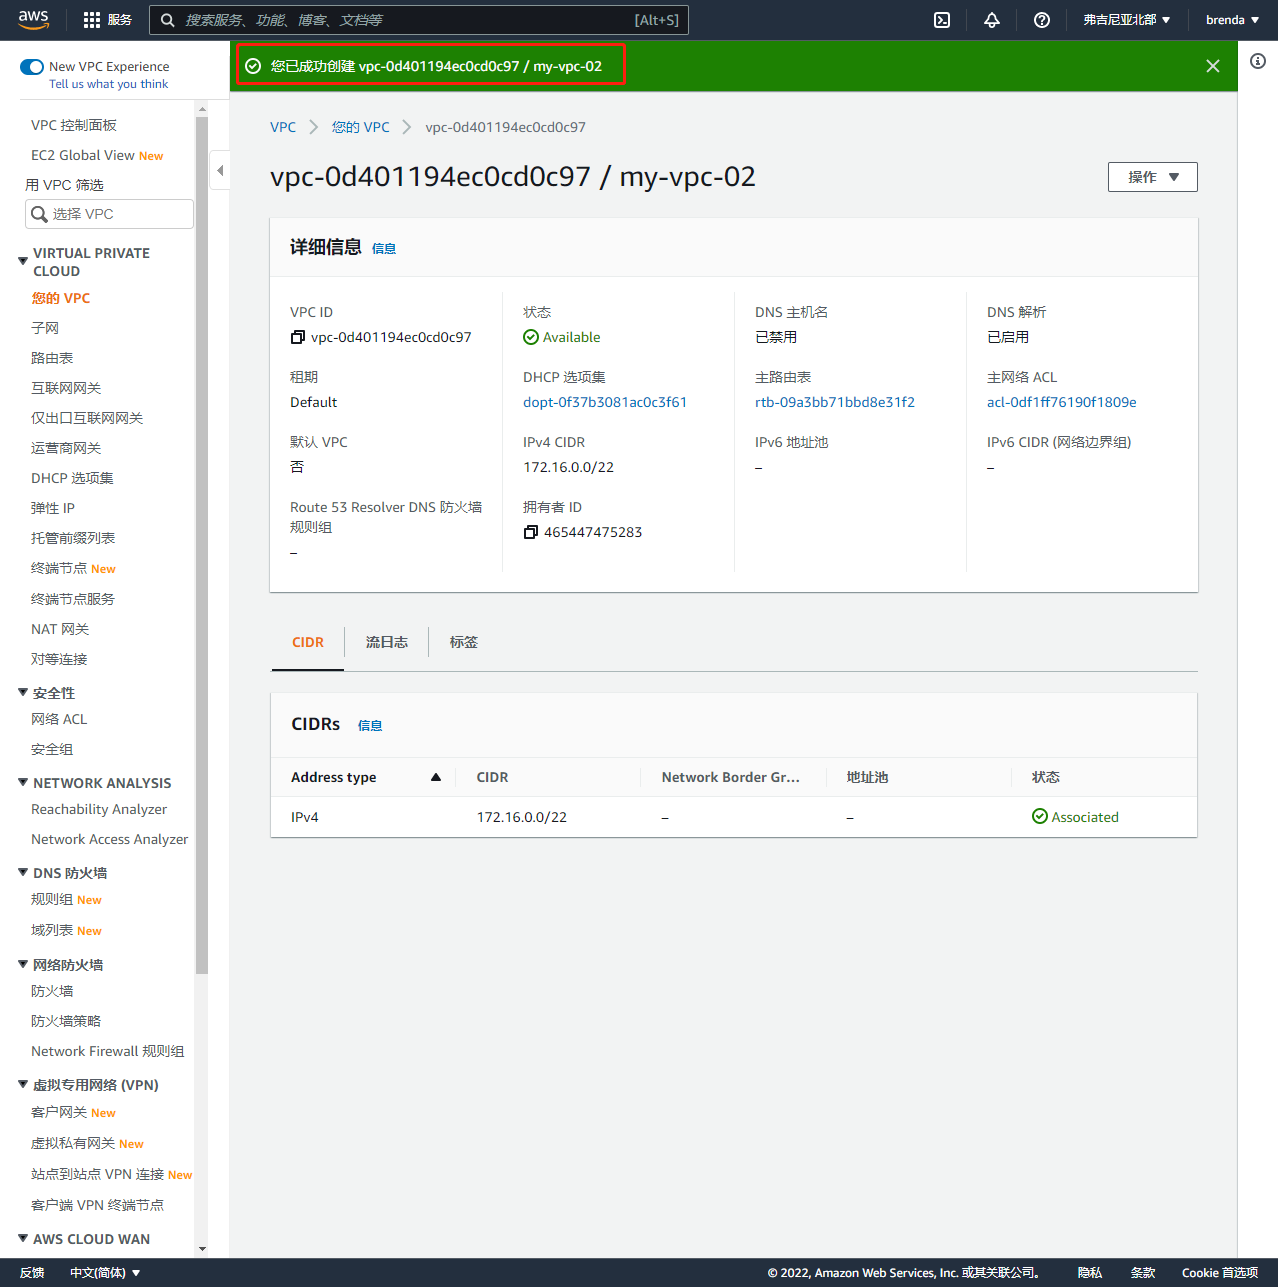 aws
服务
搜索服务、功能、博客、文档等
[Alt+S]
弗吉尼亚北部
brenda
New VPC Experience
Tell us what you think
VPC 控制面板
EC2 Global View New
用 VPC 筛选
选择 VPC
VIRTUAL PRIVATE
CLOUD
您的 VPC
子网
路由表
互联网网关
仅出口互联网网关
运营商网关
DHCP 选项集
弹性 IP
托管前缀列表
终端节点 New
终端节点服务
NAT 网关
对等连接
安全性
网络 ACL
安全组
NETWORK ANALYSIS
Reachability Analyzer
Network Access Analyzer
DNS 防火墙
规则组 New
域列表 New
网络防火墙
防火墙
防火墙策略
Network Firewall 规则组
虚拟专用网络 (VPN)
客户网关 New
虚拟私有网关 New
站点到站点 VPN 连接 New
客户端 VPN 终端节点
AWS CLOUD WAN
您已成功创建 vpc-0d401194ec0cd0c97 / my-vpc-02
VPC
您的 VPC
vpc-0d401194ec0cd0c97
vpc-0d401194ec0cd0c97 / my-vpc-02
操作
详细信息 信息
VPC ID
vpc-0d401194ec0cd0c97
状态
Available
DNS 主机名
已禁用
DNS 解析
已启用
租期
Default
DHCP 选项集
dopt-0f37b3081ac0c3f61
主路由表
rtb-09a3bb71bbd8e31f2
主网络 ACL
acl-0df1ff76190f1809e
默认 VPC
否
IPv4 CIDR
172.16.0.0/22
IPv6 地址池
–
IPv6 CIDR (网络边界组)
–
Route 53 Resolver DNS 防火墙
规则组
–
拥有者 ID
465447475283
CIDR
流日志
标签
CIDRs 信息
Address type
CIDR
Network Border Gr...
地址池
状态
IPv4
172.16.0.0/22
–
–
Associated
反馈
中文(简体)
© 2022, Amazon Web Services, Inc. 或其关联公司。
隐私
条款
Cookie 首选项